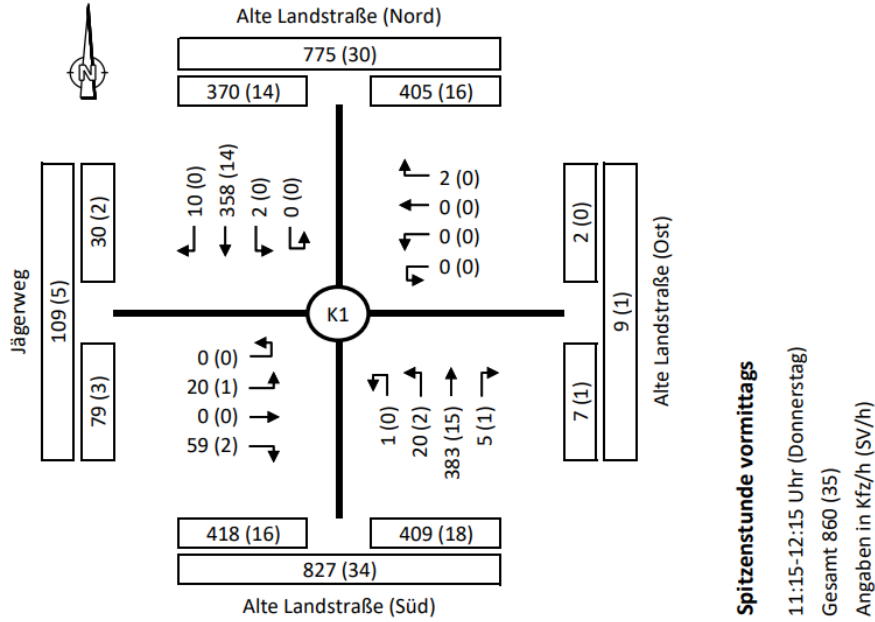 Alte Landstraße (Nord)
775 (30)
370 (14)
405 (16)
N
10 (0)
358 (14)
2 (0)
0 (0)
2 (0)
0 (0)
0 (0)
0 (0)
Jägerweg
109 (5)
30 (2)
79 (3)
K1
2 (0)
7 (1)
9 (1)
Alte Landstraße (Ost)
0 (0)
20 (1)
0 (0)
59 (2)
1 (0)
20 (2)
383 (15)
5 (1)
418 (16)
409 (18)
827 (34)
Alte Landstraße (Süd)
Spitzenstunde vormittags
11:15-12:15 Uhr (Donnerstag)
Gesamt 860 (35)
Angaben in Kfz/h (SV/h)